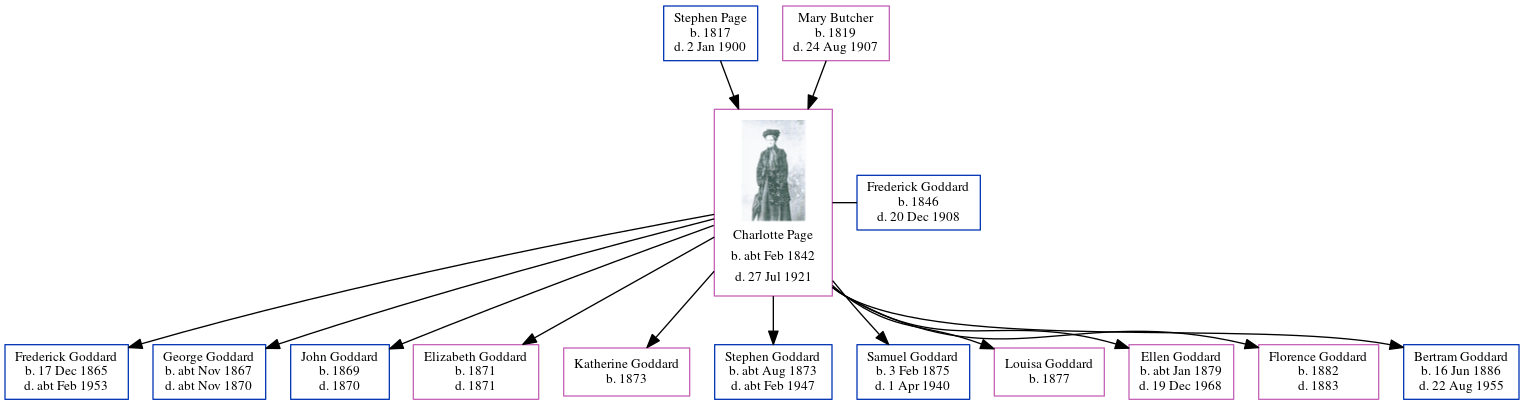 Stephen Page
b. 1817
d. 2 Jan 1900
Mary Butcher
b. 1819
d. 24 Aug 1907
Frederick Goddard
b. 1846
d. 20 Dec 1908
Charlotte Page
b. abt Feb 1842
d. 27 Jul 1921
Frederick Goddard
b. 17 Dec 1865
d. abt Feb 1953
George Goddard
b. abt Nov 1867
d. abt Nov 1870
John Goddard
b. 1869
d. 1870
Elizabeth Goddard
b. 1871
d. 1871
Katherine Goddard
b. 1873
Stephen Goddard
b. abt Aug 1873
d. abt Feb 1947
Samuel Goddard
b. 3 Feb 1875
d. 1 Apr 1940
Louisa Goddard
b. 1877
Ellen Goddard
b. abt Jan 1879
d. 19 Dec 1968
Florence Goddard
b. 1882
d. 1883
Bertram Goddard
b. 16 Jun 1886
d. 22 Aug 1955